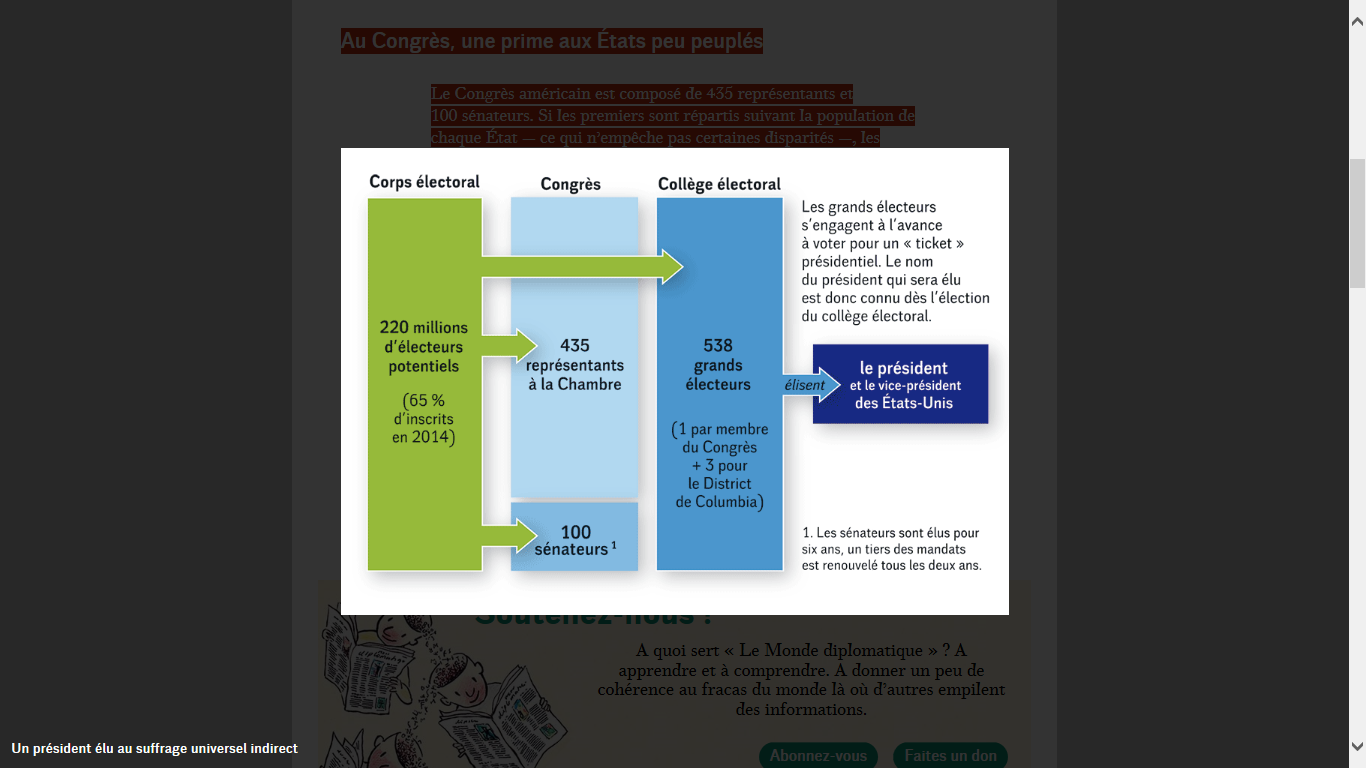 Au Congrès, une prime aux États peu peuplés
Le Congrès américain est composé de 435 représentants et
100 sénateurs. Si les premiers sont répartis suivant la population de
chaque État — ce qui n'empêche pas certaines disparités —, les
Corps électoral
220 millions
d'électeurs
potentiels
(65 %
d'inscrits
en 2014)
Congrès
435
représentants
à la Chambre
100
sénateurs 1
Collège électoral
538
grands
électeurs
(1 par membre
du Congrès
+ 3 pour
le District
de Columbia)
Les grands électeurs
s'engagent à l'avance
à voter pour un « ticket »
présidentiel. Le nom
du président qui sera élu
est donc connu dès l'élection
du collège électoral.
élisent
le président
et le vice-président
des États-Unis
1. Les sénateurs sont élus pour
six ans, un tiers des mandats
est renouvelé tous les deux ans.
Soutenez-nous !
A quoi sert « Le Monde diplomatique » ? A
apprendre et à comprendre. A donner un peu de
cohérence au fracas du monde là où d'autres empilent
des informations.
Abonnez-vous
Faites un don
Un président élu au suffrage universel indirect